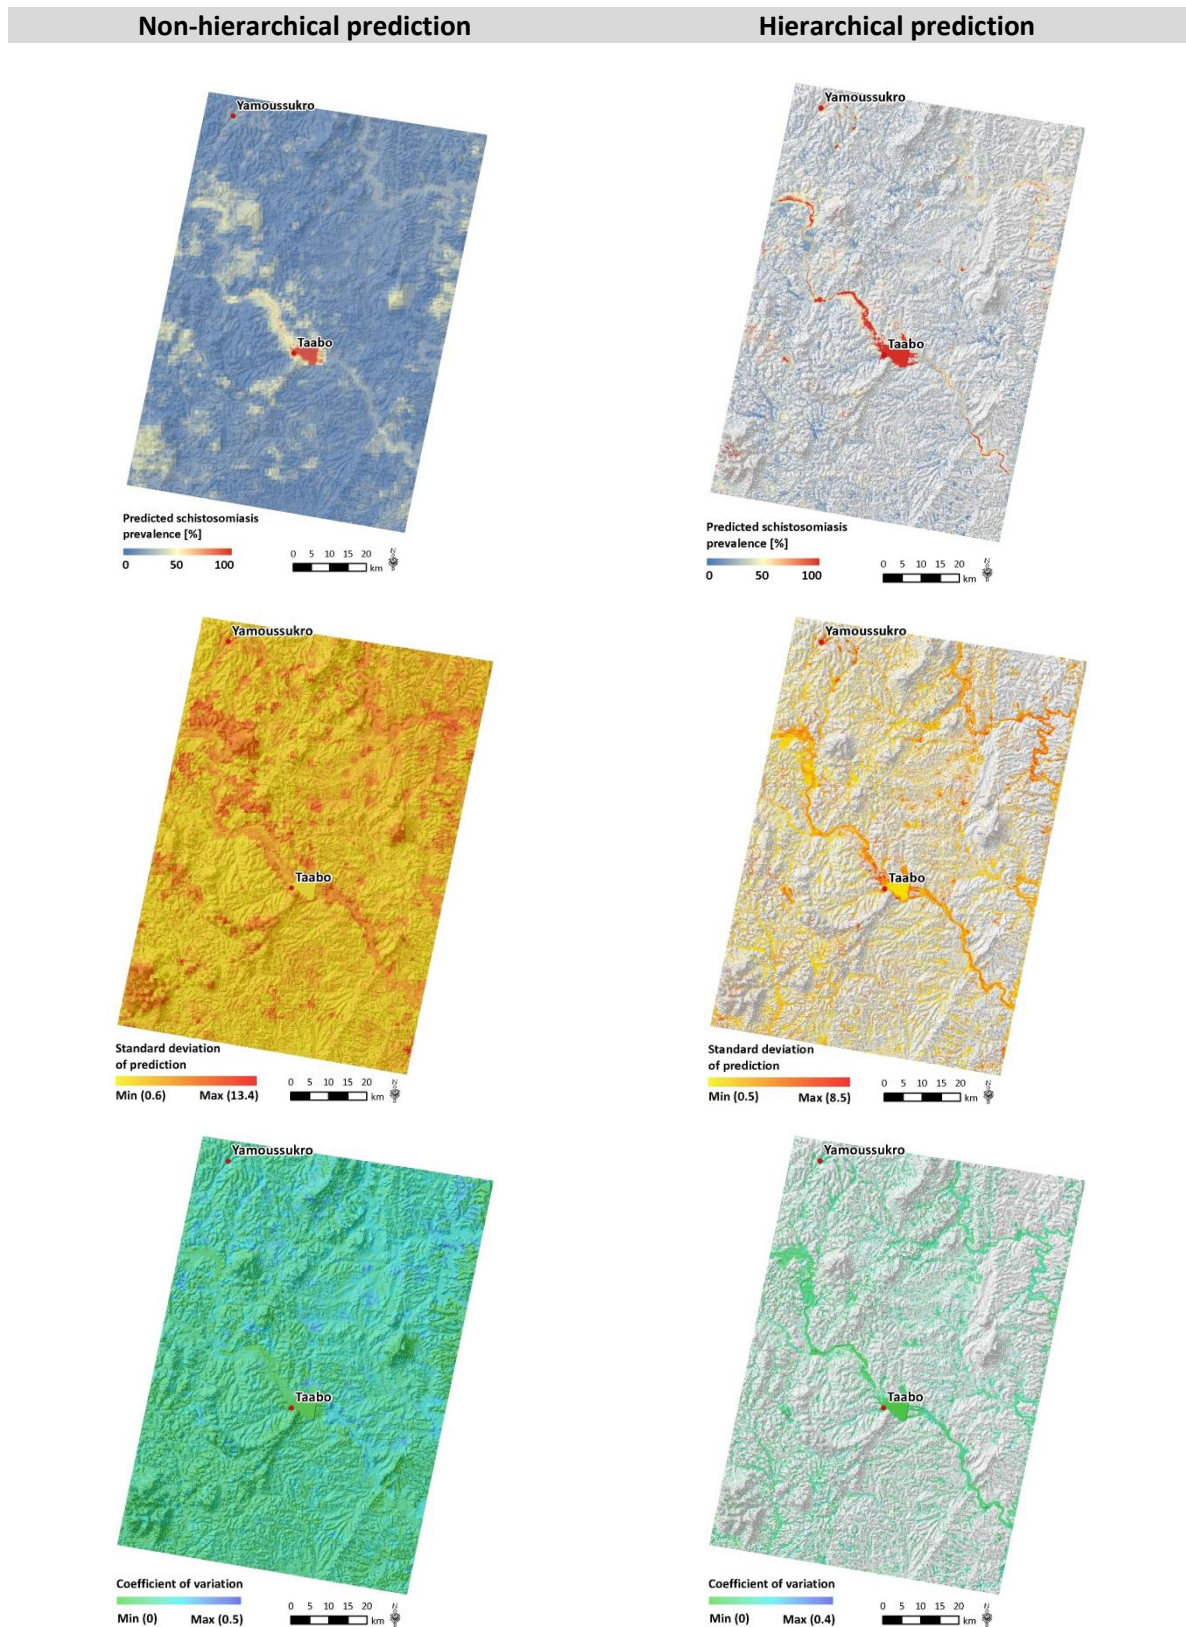 Non-hierarchical prediction
Hierarchical prediction
Yamoussukro
Taabo
Predicted schistosomiasis
prevalence [%]
0 50 100
0 5 10 15 20
km
N
Yamoussukro
Taabo
Predicted schistosomiasis
prevalence [%]
0 50 100
0 5 10 15 20
km
N
Yamoussukro
Taabo
Standard deviation
of prediction
Min (0.6) Max (13.4)
0 5 10 15 20
km
N
Yamoussukro
Taabo
Standard deviation
of prediction
Min (0.5) Max (8.5)
0 5 10 15 20
km
N
Yamoussukro
Taabo
Coefficient of variation
Min (0) Max (0.5)
0 5 10 15 20
km
N
Yamoussukro
Taabo
Coefficient of variation
Min (0) Max (0.4)
0 5 10 15 20
km
N